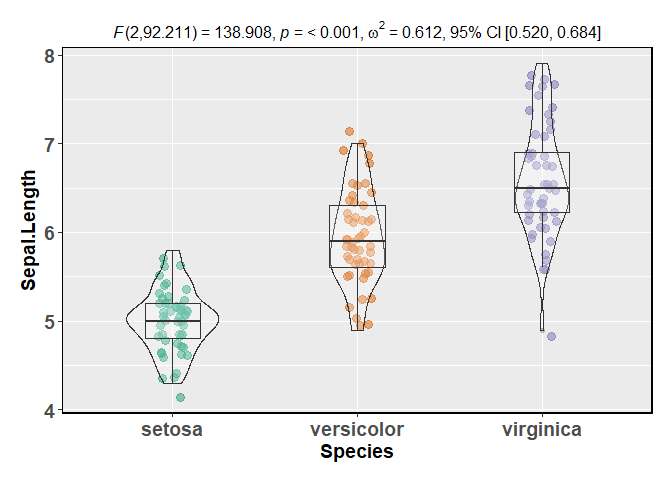 F(2,92.211) = 138.908, p = < 0.001, ω² = 0.612, 95% CI [0.520, 0.684]
8
7
6
5
4
Sepal.Length
setosa versicolor virginica
Species